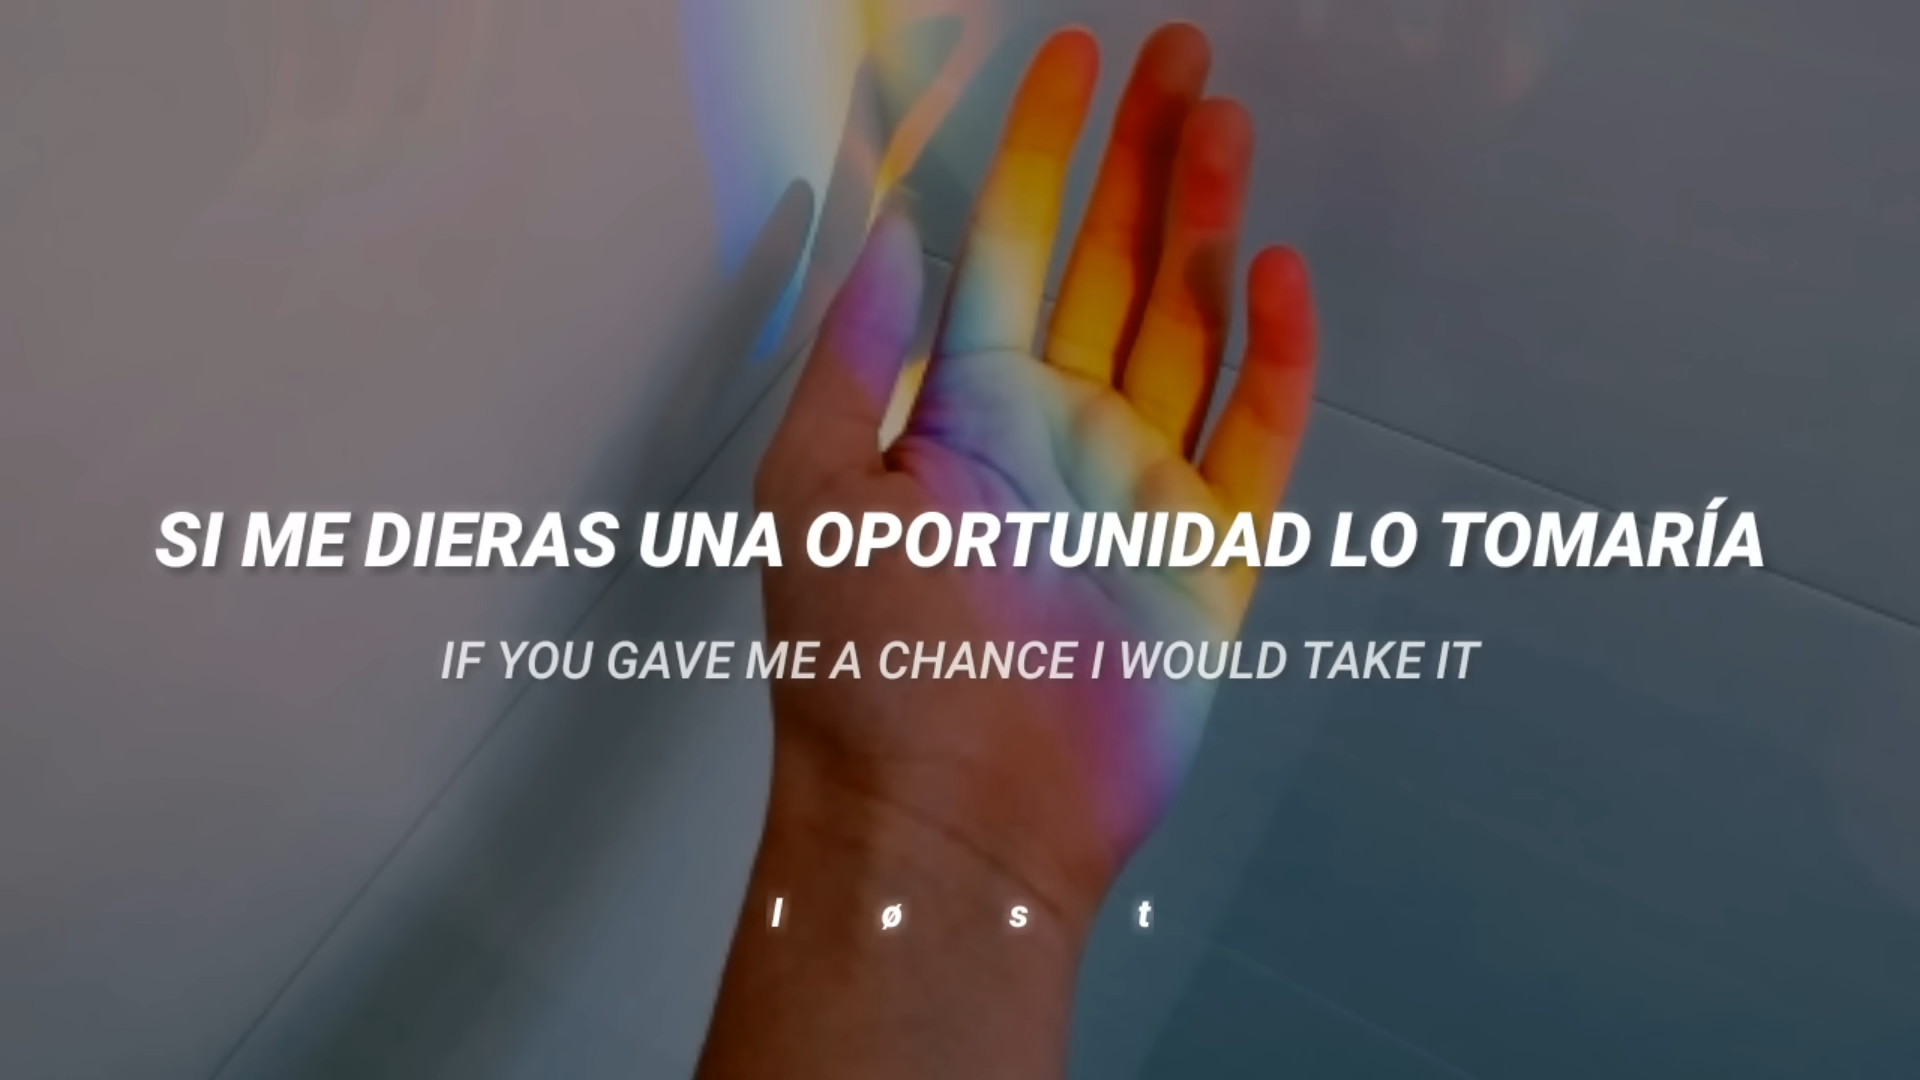 SI ME DIERAS UNA OPORTUNIDAD LO TOMARÍA
IF YOU GAVE ME A CHANCE I WOULD TAKE IT
l ø s t